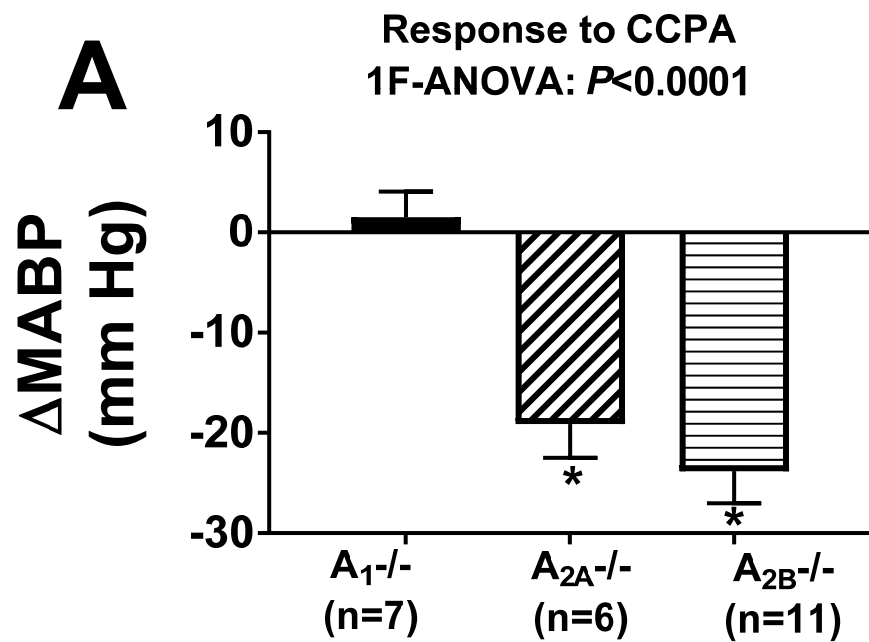 A
Response to CCPA
1F-ANOVA: P<0.0001
ΔMABP
(mm Hg)
10
0
-10
-20
-30
*
*
A1-/-
(n=7)
A2A-/-
(n=6)
A2B-/-
(n=11)